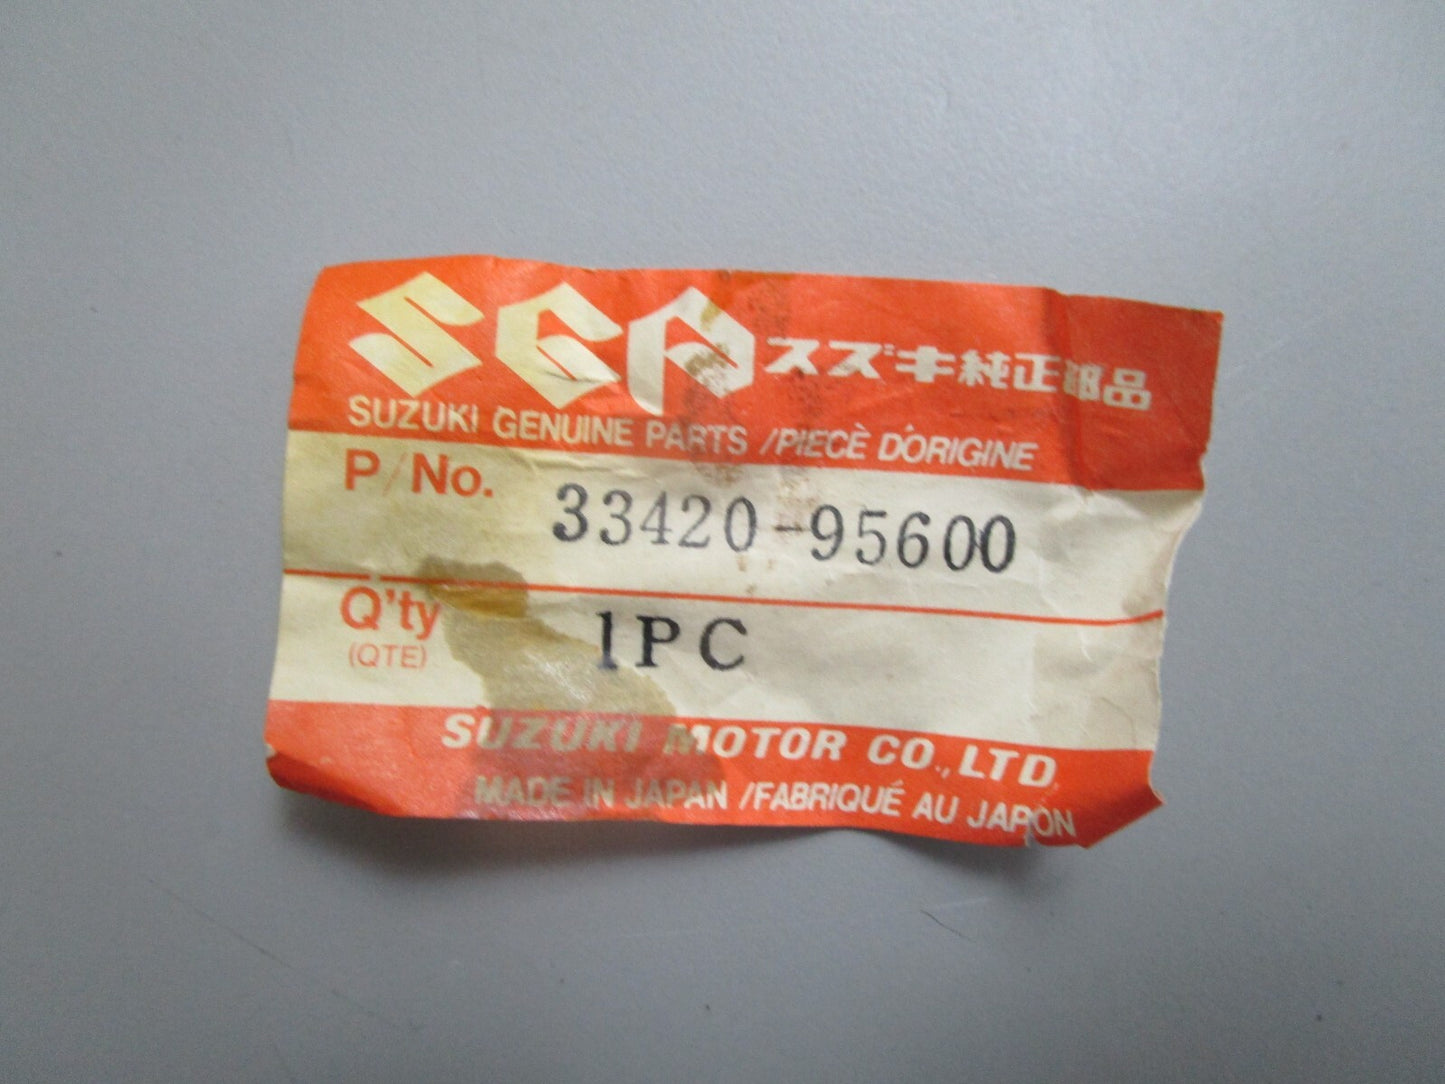 SGP スズキ純正部品
SUZUKI GENUINE PARTS /PIECÈ D'ORIGINE
P/No. 33420-95600
Q'ty 1PC
(QTE)
SUZUKI MOTOR CO.,LTD.
MADE IN JAPAN /FABRIQUÉ AU JAPON